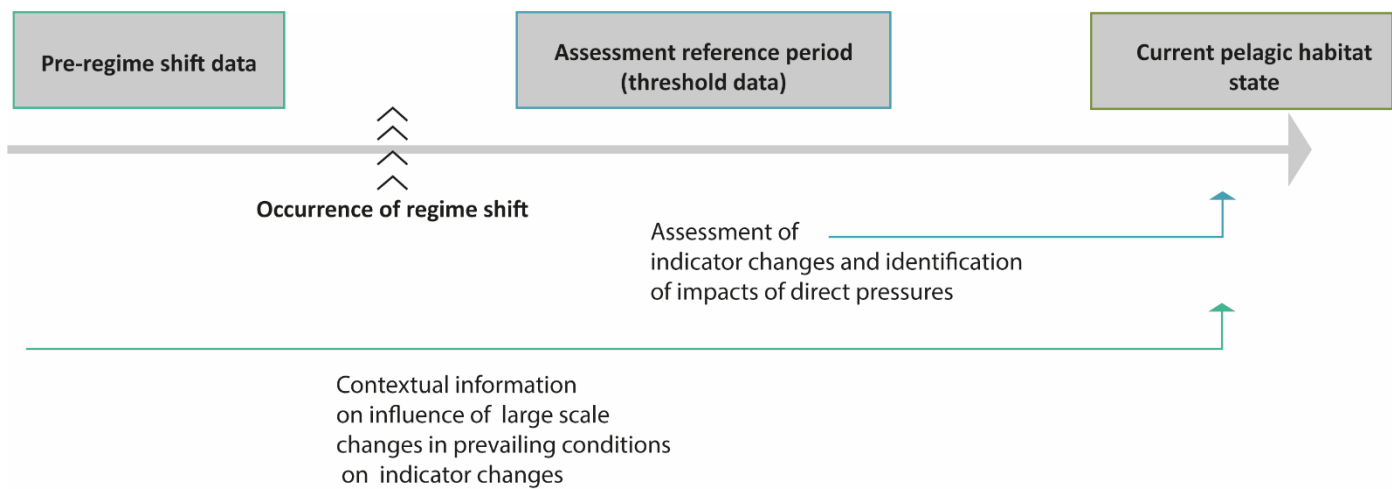 Pre-regime shift data
Assessment reference period
(threshold data)
Current pelagic habitat
state
Occurrence of regime shift
Assessment of
indicator changes and identification
of impacts of direct pressures
Contextual information
on influence of large scale
changes in prevailing conditions
on indicator changes